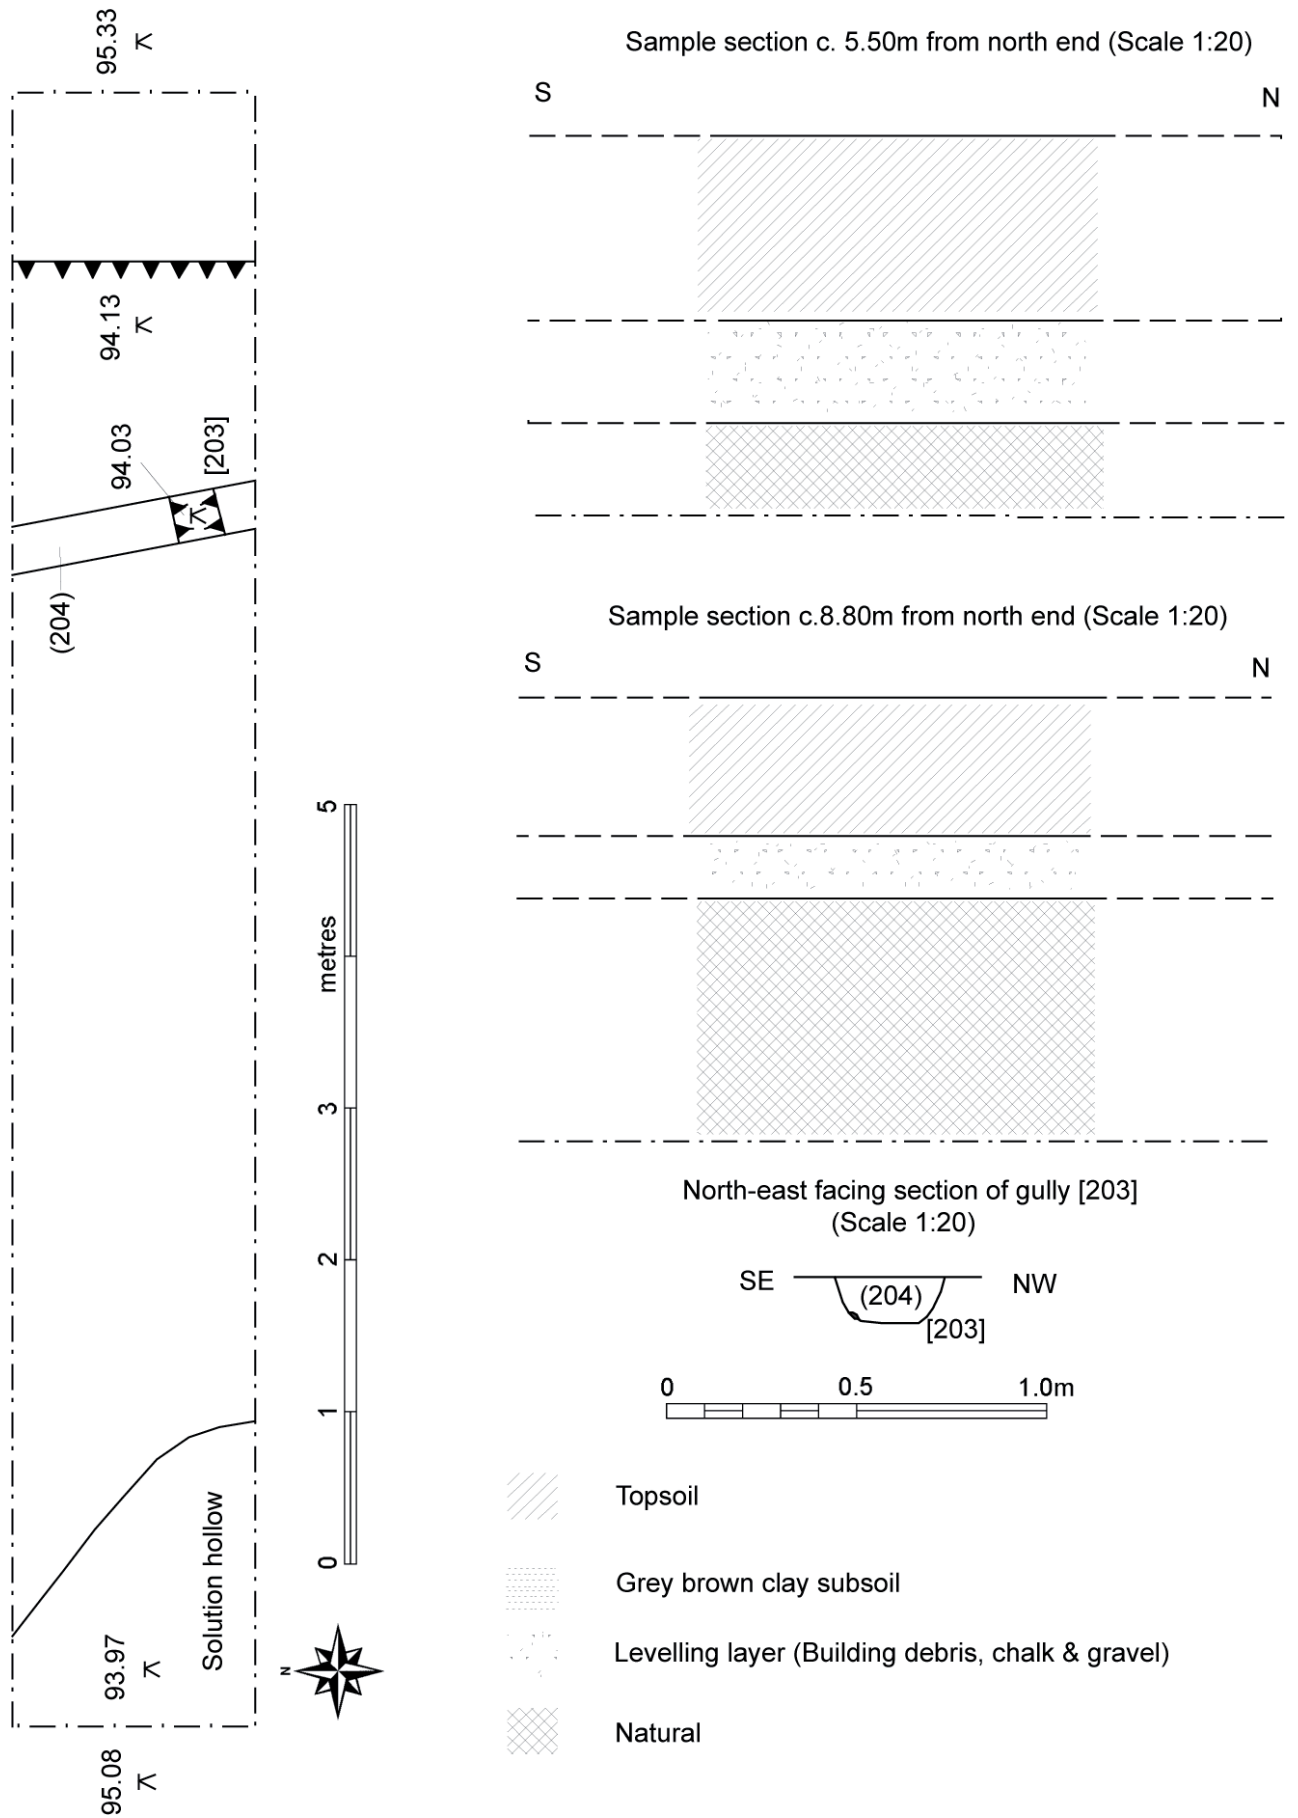 95.33
94.13
94.03
[203]
(204)
5
metres
3
2
1
0
Solution hollow
93.97
95.08
N
Sample section c. 5.50m from north end (Scale 1:20)
S
N
Sample section c.8.80m from north end (Scale 1:20)
S
N
North-east facing section of gully [203]
(Scale 1:20)
SE
(204)
NW
[203]
0
0.5
1.0m
Topsoil
Grey brown clay subsoil
Levelling layer (Building debris, chalk & gravel)
Natural